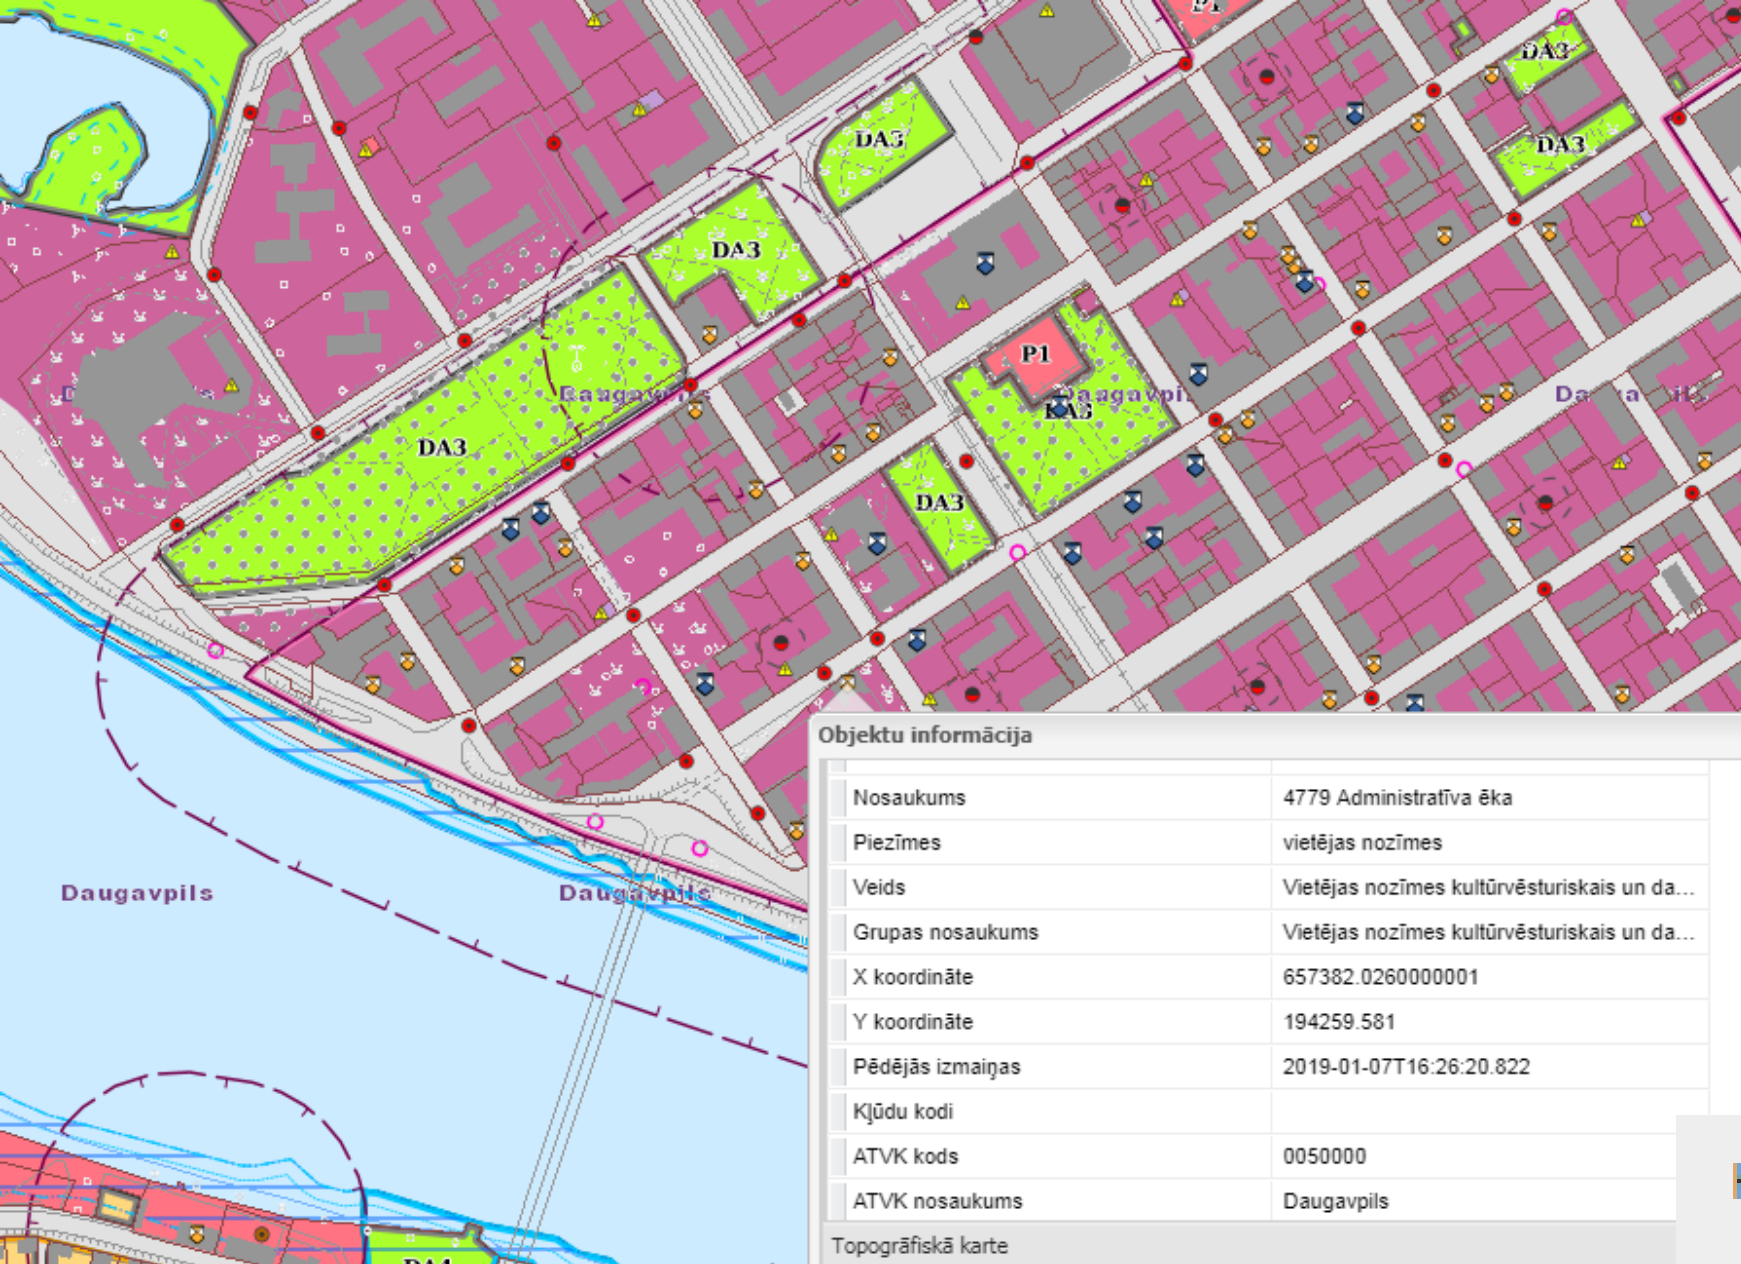 P1
DA3
DA3
DA3
DA3
P1
Daugavpils
Daugavpi
DA3
DA3
DA3
Objektu informācija
Nosaukums 4779 Administratīva ēka
Piezīmes vietējas nozīmes
Veids Vietējas nozīmes kultūrvēsturiskais un da...
Grupas nosaukums Vietējas nozīmes kultūrvēsturiskais un da...
X koordināte 657382.0260000001
Y koordināte 194259.581
Pēdējās izmaiņas 2019-01-07T16:26:20.822
Kļūdu kodi
ATVK kods 0050000
ATVK nosaukums Daugavpils
Topogrāfiskā karte
Daugavpils
Daugavpils